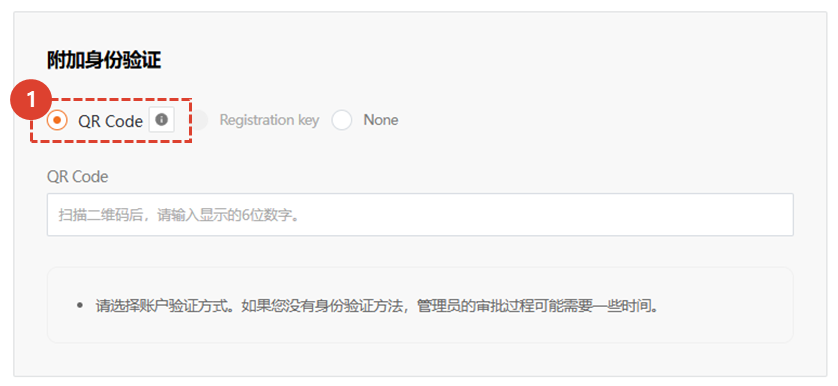 附加身份验证
1
QR Code Registration key None
QR Code
扫描二维码后，请输入显示的6位数字。
请选择账户验证方式。如果您没有身份验证方法，管理员的审批过程可能需要一些时间。